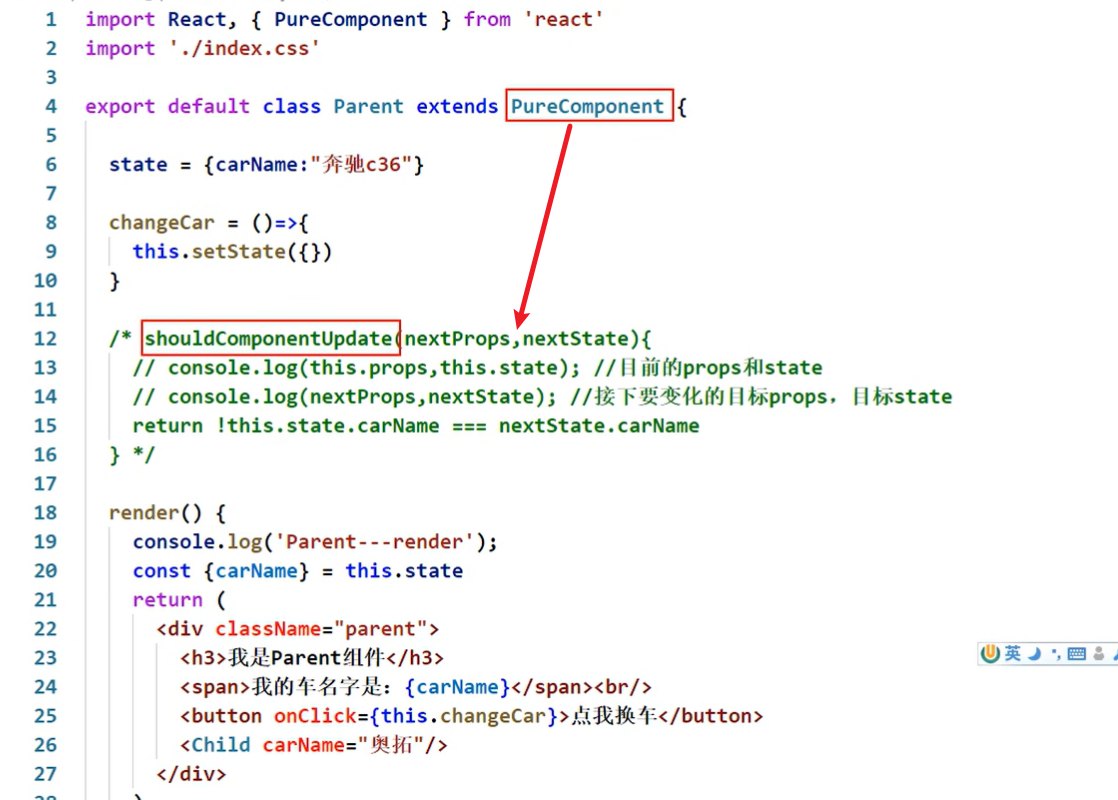 1 import React, { PureComponent } from 'react'
2 import './index.css'
3
4 export default class Parent extends PureComponent {
5
6 state = {carName:"奔驰c36"}
7
8 changeCar = ()=>{
9 this.setState({})
10 }
11
12 /* shouldComponentUpdate(nextProps,nextState){
13 // console.log(this.props,this.state); //目前的props和state
14 // console.log(nextProps,nextState); //接下要变化的目标props，目标state
15 return !this.state.carName === nextState.carName
16 } */
17
18 render() {
19 console.log('Parent---render');
20 const {carName} = this.state
21 return (
22 <div className="parent">
23 <h3>我是Parent组件</h3>
英
24 <span>我的车名字是：{carName}</span><br/>
25 <button onClick={this.changeCar}>点我换车</button>
26 <Child carName="奥拓"/>
27 </div>